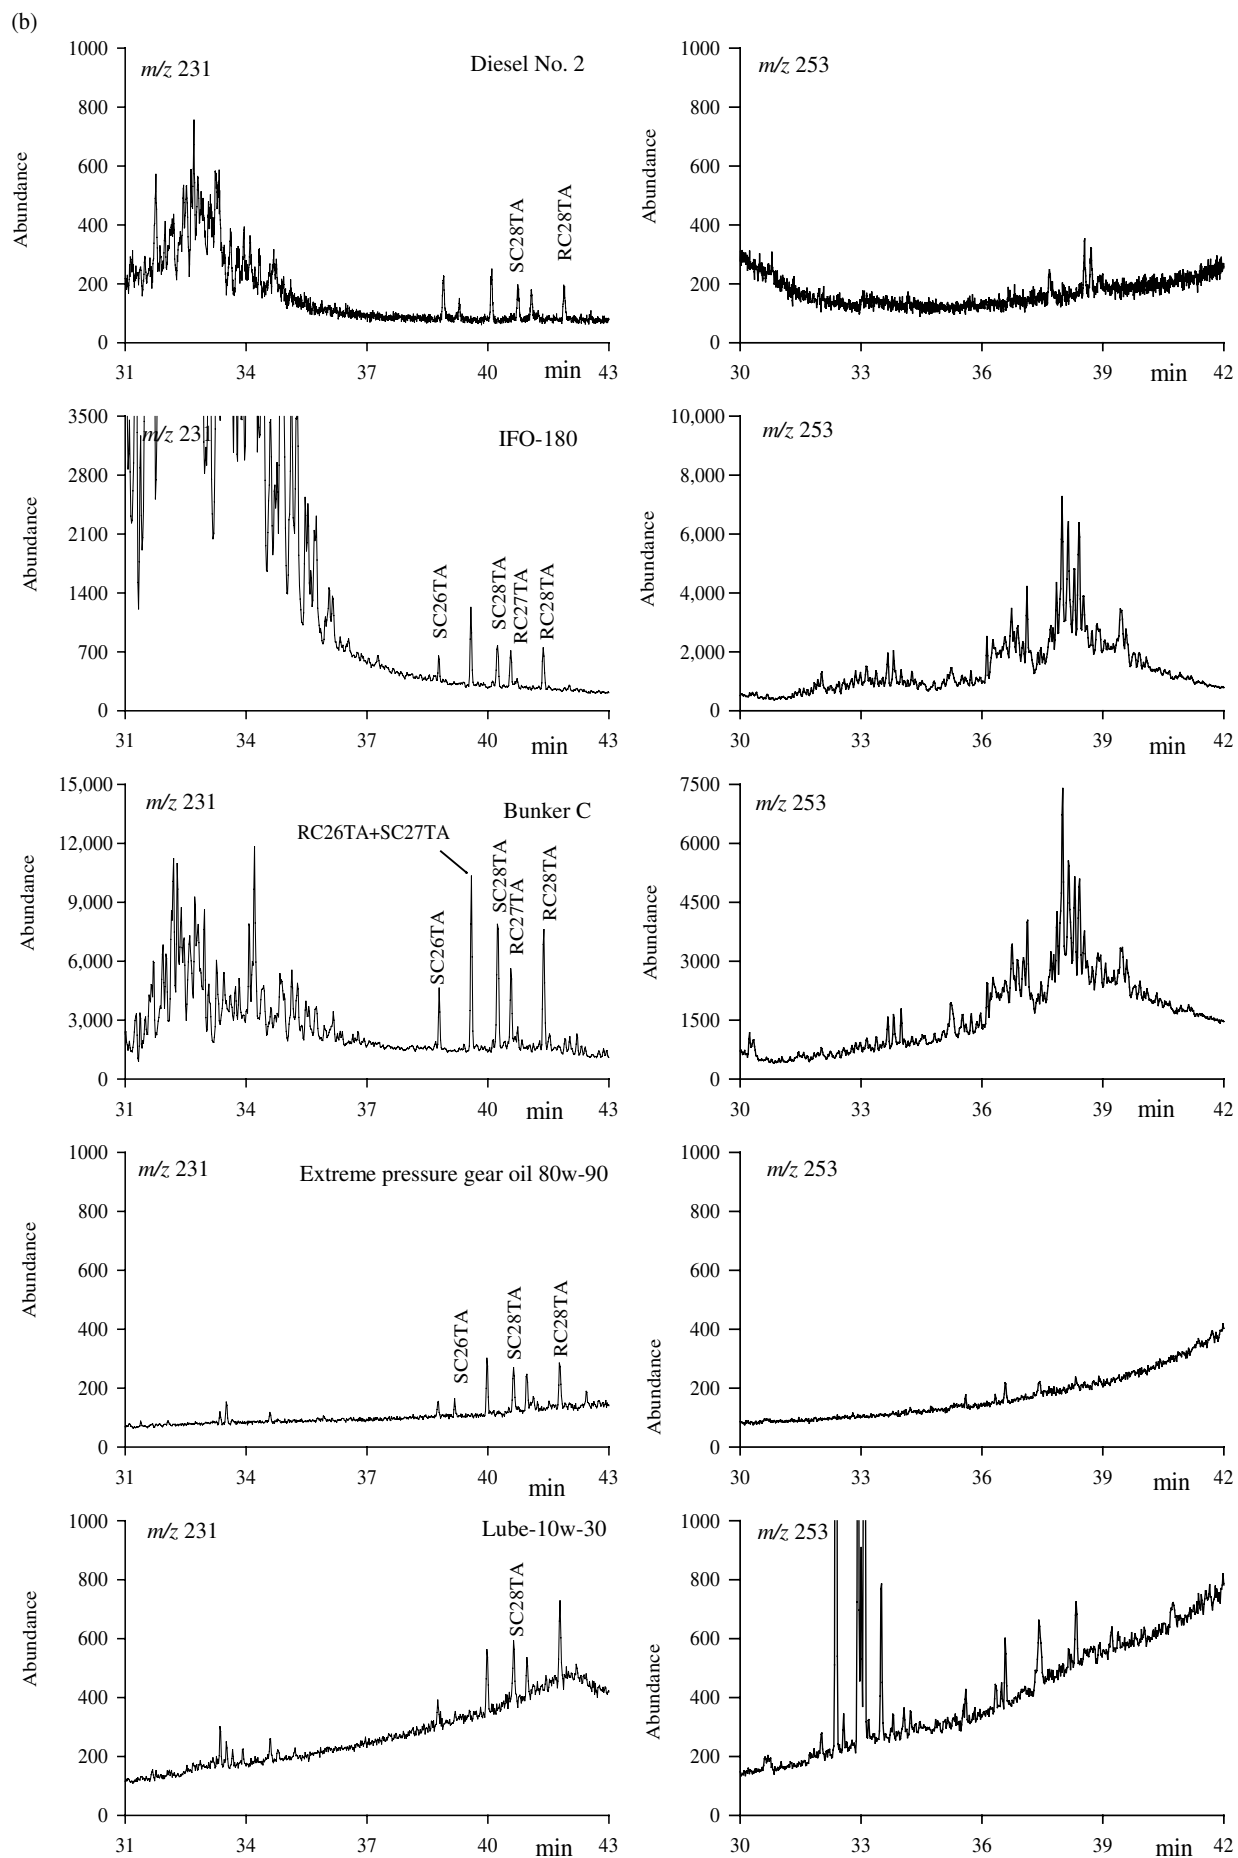 (b)
m/z 231
Diesel No. 2
Abundance
1000
800
600
400
200
0
SC28TA
RC28TA
31
34
37
40
min
43
m/z 253
Abundance
1000
800
600
400
200
0
30
33
36
39
min
42
m/z 231
IFO-180
Abundance
3500
2800
2100
1400
700
0
SC26TA
SC28TA
RC27TA
RC28TA
31
34
37
40
min
43
m/z 253
Abundance
10,000
8000
6,000
4,000
2,000
0
30
33
36
39
min
42
m/z 231
Bunker C
Abundance
15,000
12,000
9,000
6,000
3,000
0
RC26TA+SC27TA
SC26TA
SC28TA
RC27TA
RC28TA
31
34
37
40
min
43
m/z 253
Abundance
7500
6000
4500
3000
1500
0
30
33
36
39
min
42
m/z 231
Extreme pressure gear oil 80w-90
Abundance
1000
800
600
400
200
0
SC26TA
SC28TA
RC28TA
31
34
37
40
min
43
m/z 253
Abundance
1000
800
600
400
200
0
30
33
36
39
min
42
m/z 231
Lube-10w-30
Abundance
1000
800
600
400
200
0
SC28TA
31
34
37
40
min
43
m/z 253
Abundance
1000
800
600
400
200
0
30
33
36
39
min
42